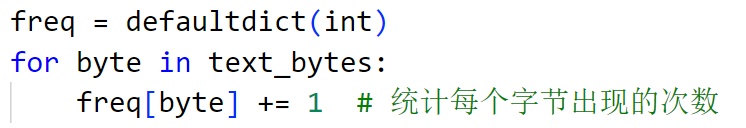 freq = defaultdict(int)
for byte in text_bytes:
    freq[byte] += 1  # 统计每个字节出现的次数